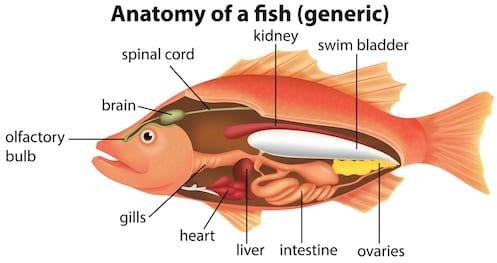 Anatomy of a fish (generic)
kidney
swim bladder
spinal cord
brain
olfactory
bulb
gills
heart
liver
intestine
ovaries